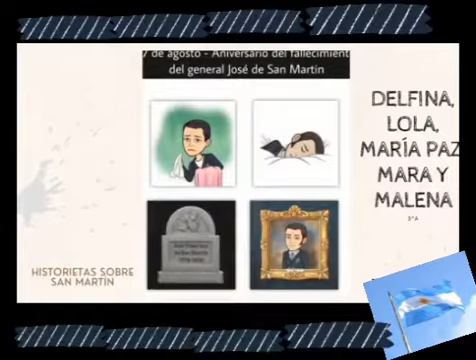 7 de agosto - Aniversario del fallecimient
del general José de San Martin
DELFINA,
LOLA,
MARÍA PAZ
MARA Y
MALENA
3°A
HISTORIETAS SOBRE
SAN MARTÍN